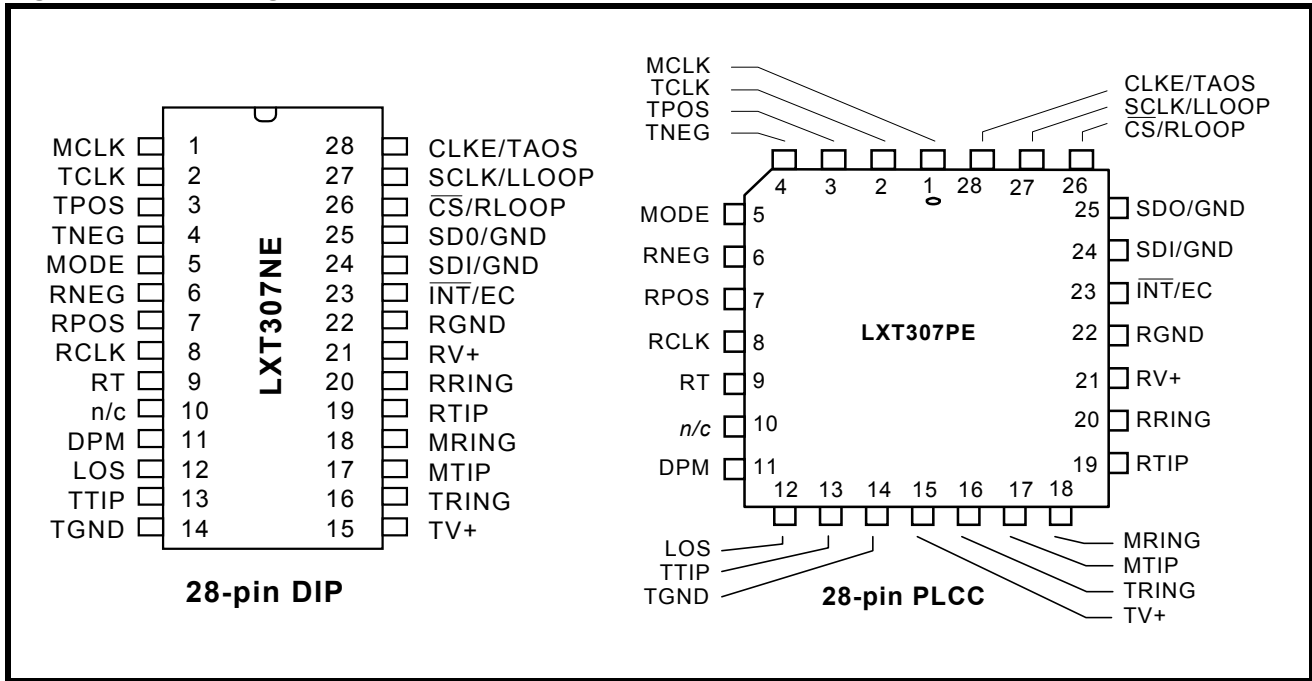 MCLK 1 28 CLKE/TAOS
TCLK 2 27 SCLK/LLOOP
TPOS 3 26 C̅S̅/RLOOP
TNEG 4 25 SD0/GND
MODE 5 24 SDI/GND
RNEG 6 23 I̅N̅T̅/EC
RPOS 7 22 RGND
RCLK 8 21 RV+
RT 9 20 RRING
n/c 10 19 RTIP
DPM 11 18 MRING
LOS 12 17 MTIP
TTIP 13 16 TRING
TGND 14 15 TV+
LXT307NE
28-pin DIP
MCLK
TCLK
TPOS
TNEG
CLKE/TAOS
SCLK/LLOOP
C̅S̅/RLOOP
4 3 2 1 28 27 26
MODE 5 25 SDO/GND
RNEG 6 24 SDI/GND
RPOS 7 23 I̅N̅T̅/EC
RCLK 8 22 RGND
RT 9 21 RV+
n/c 10 20 RRING
DPM 11 19 RTIP
LXT307PE
12 13 14 15 16 17 18
LOS
TTIP
TGND
MRING
MTIP
TRING
TV+
28-pin PLCC